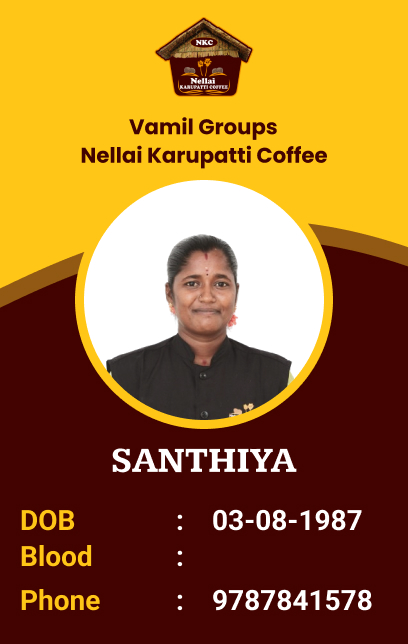 NKC
Nellai
KARUPATTI COFFEE
Vamil Groups
Nellai Karupatti Coffee
SANTHIYA
DOB : 03-08-1987
Blood :
Phone : 9787841578